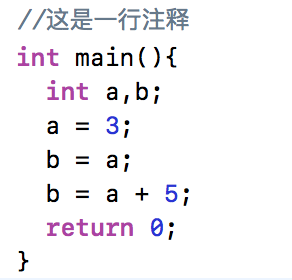 //这是一行注释
int main(){
  int a,b;
  a = 3;
  b = a;
  b = a + 5;
  return 0;
}